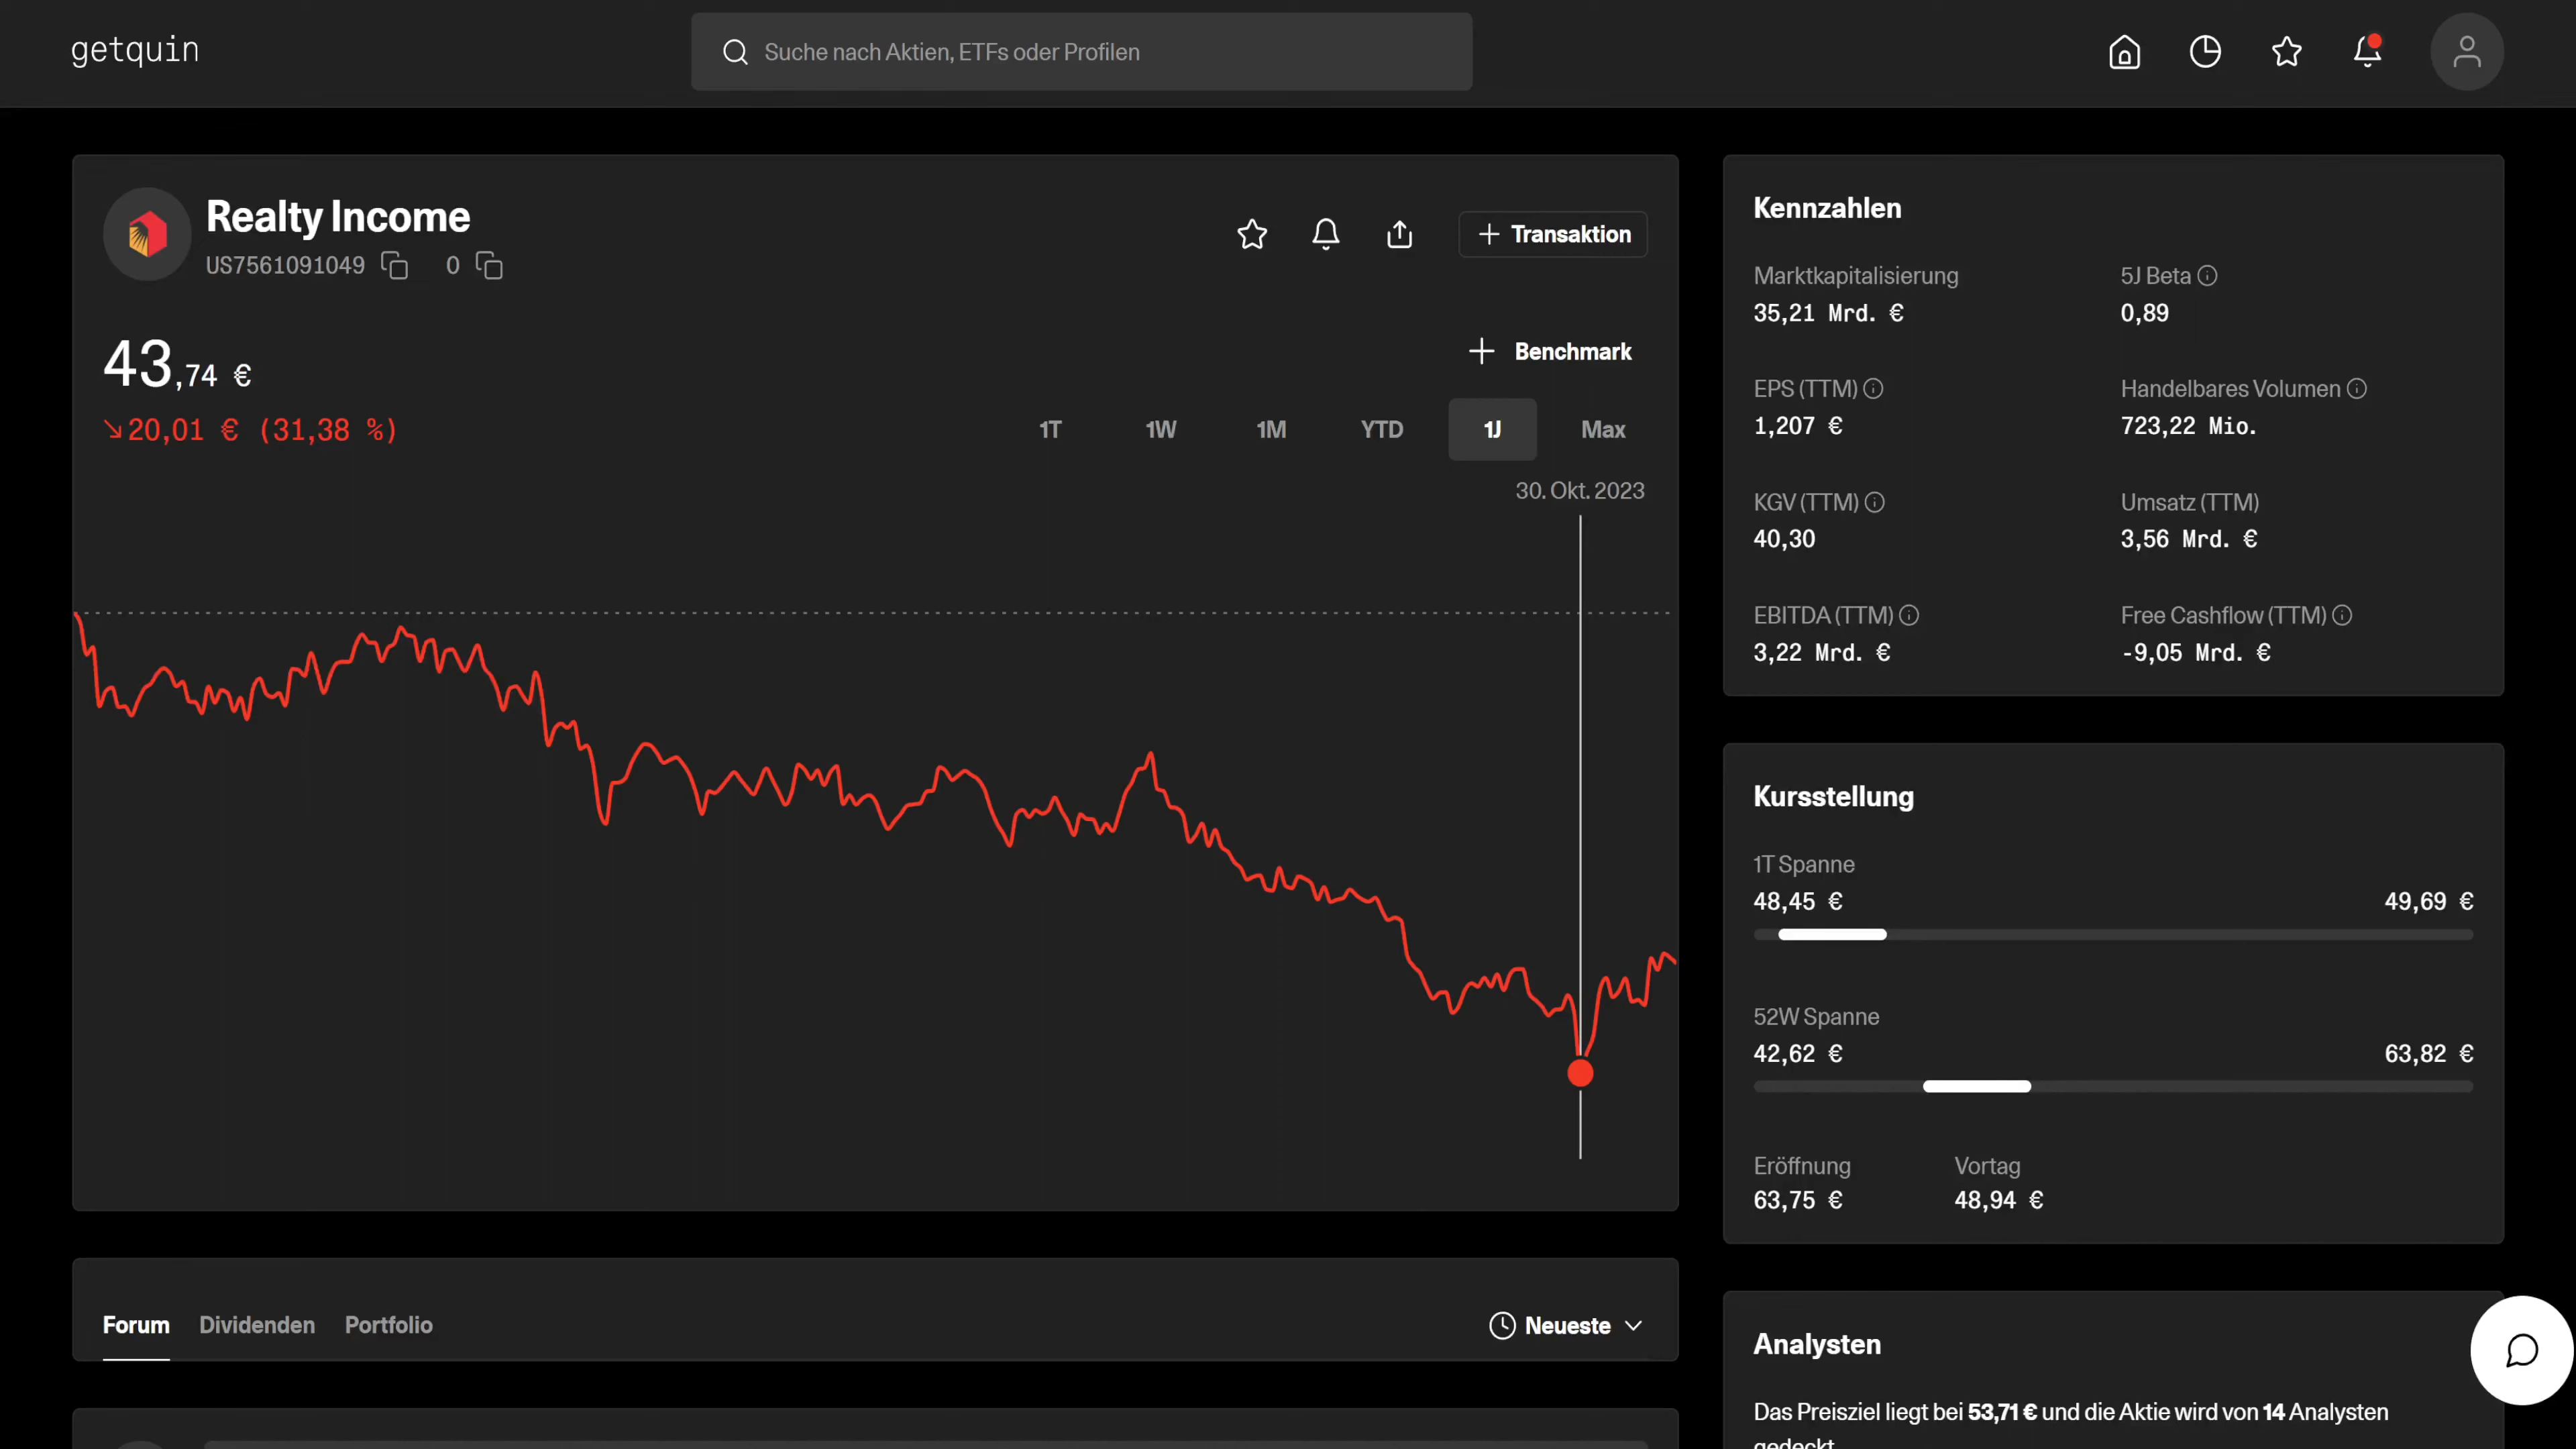 getquin
Suche nach Aktien, ETFs oder Profilen
Realty Income
US7561091049 0
Transaktion
43,74 €
Benchmark
20,01 € (31,38 %)
1T 1W 1M YTD 1J Max
30. Okt. 2023
Forum Dividenden Portfolio
Neueste
Kennzahlen
Marktkapitalisierung 5J Beta
35,21 Mrd. € 0,89
EPS (TTM) Handelbares Volumen
1,207 € 723,22 Mio.
KGV (TTM) Umsatz (TTM)
40,30 3,56 Mrd. €
EBITDA (TTM) Free Cashflow (TTM)
3,22 Mrd. € -9,05 Mrd. €
Kursstellung
1T Spanne
48,45 € 49,69 €
52W Spanne
42,62 € 63,82 €
Eröffnung Vortag
63,75 € 48,94 €
Analysten
Das Preisziel liegt bei 53,71 € und die Aktie wird von 14 Analysten
gedeckt